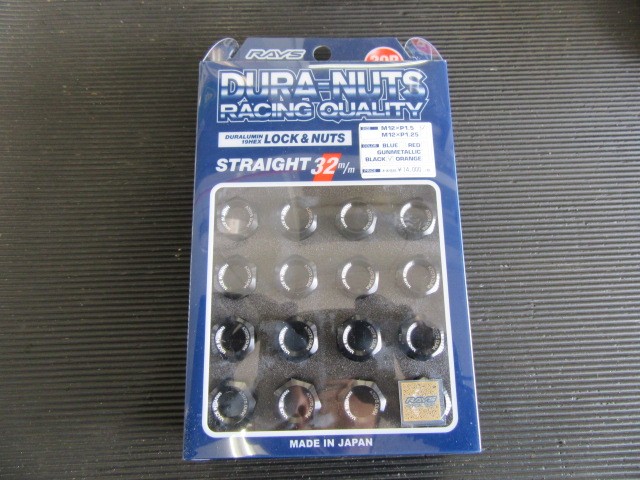 RAYS
DURA-NUTS
RACING QUALITY
DURALUMIN
19HEX
LOCK & NUTS
STRAIGHT 32m/m
M12×P1.5
M12×P1.25
BLUE RED
GUNMETALLIC
BLACK ORANGE
RAYS
MADE IN JAPAN